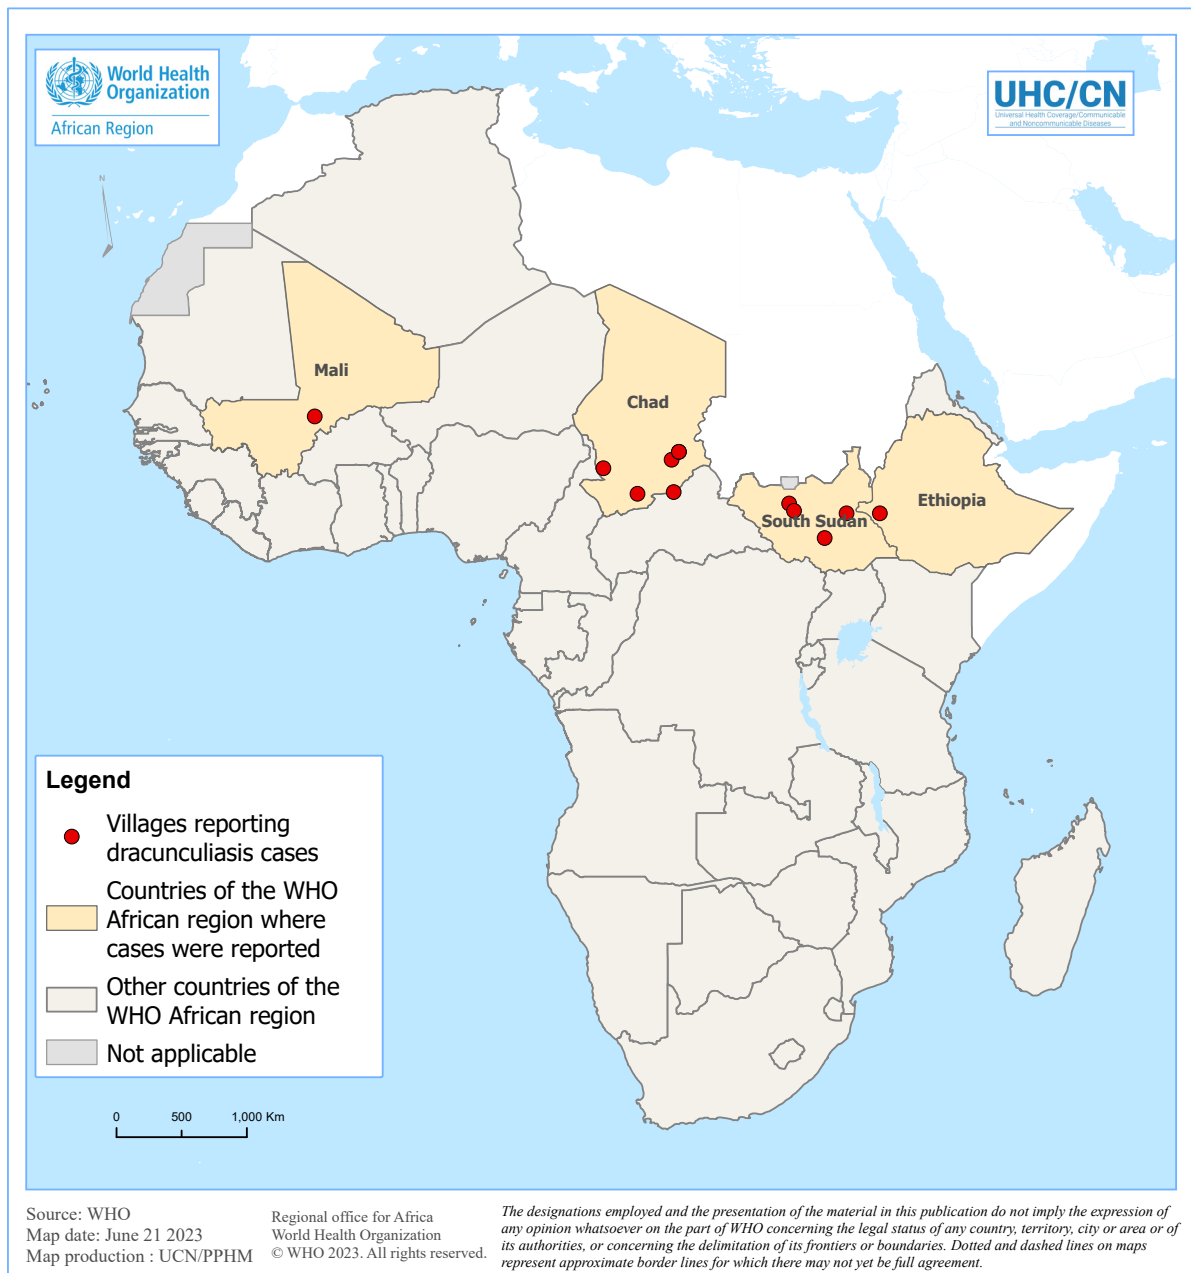 World Health
Organization
African Region
UHC/CN
Universal Health Coverage/Communicable
and Noncommunicable Diseases
N
Mali
Chad
South Sudan
Ethiopia
Legend
Villages reporting
dracunculiasis cases
Countries of the WHO
African region where
cases were reported
Other countries of the
WHO African region
Not applicable
0 500 1,000 Km
Source: WHO
Map date: June 21 2023
Map production : UCN/PPHM
Regional office for Africa
World Health Organization
© WHO 2023. All rights reserved.
The designations employed and the presentation of the material in this publication do not imply the expression of
any opinion whatsoever on the part of WHO concerning the legal status of any country, territory, city or area or of
its authorities, or concerning the delimitation of its frontiers or boundaries. Dotted and dashed lines on maps
represent approximate border lines for which there may not yet be full agreement.